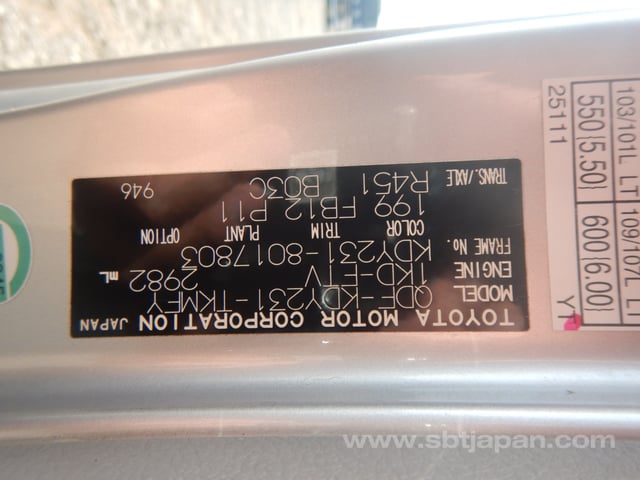 TOYOTA MOTOR CORPORATION JAPAN
MODEL QDF-KDY231-TKMFY
ENGINE 1KD-FTV 2982 mL
FRAME No. KDY231-8017803
COLOR TRIM PLANT OPTION
199 FB12 P11
TRANS./AXLE R451 B03C
946
103/101L LT 109/107L LT
550(5.50) 600(6.00)
25111 YT
www.sbtjapan.com